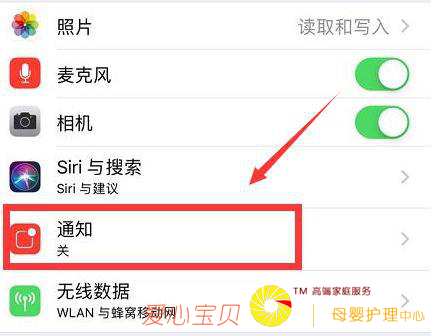 照片 读取和写入
麦克风
相机
Siri 与搜索
Siri 与建议
通知
关
无线数据
WLAN 与蜂窝移动网
爱心宝贝
TM 高端家庭服务
母婴护理中心